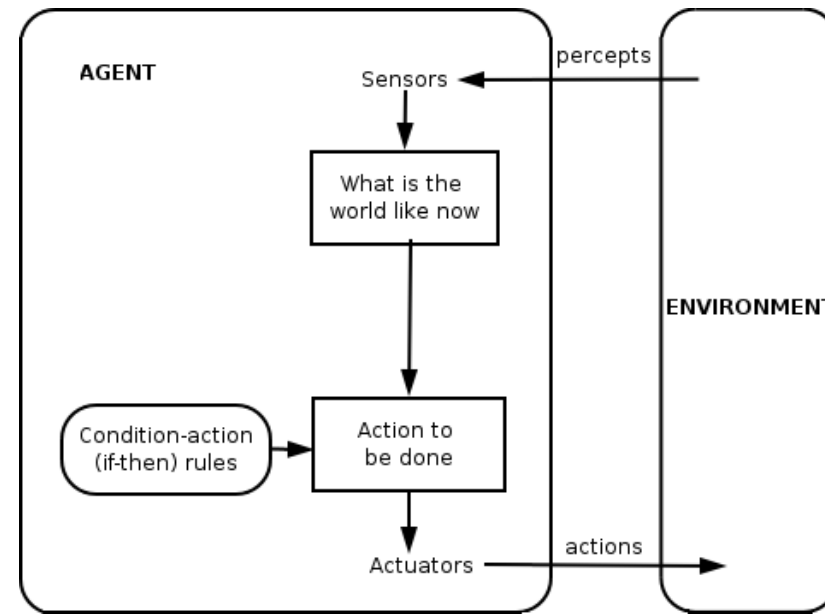 AGENT
percepts
Sensors
What is the
world like now
ENVIRONMENT
Condition-action
(if-then) rules
Action to
be done
Actuators
actions